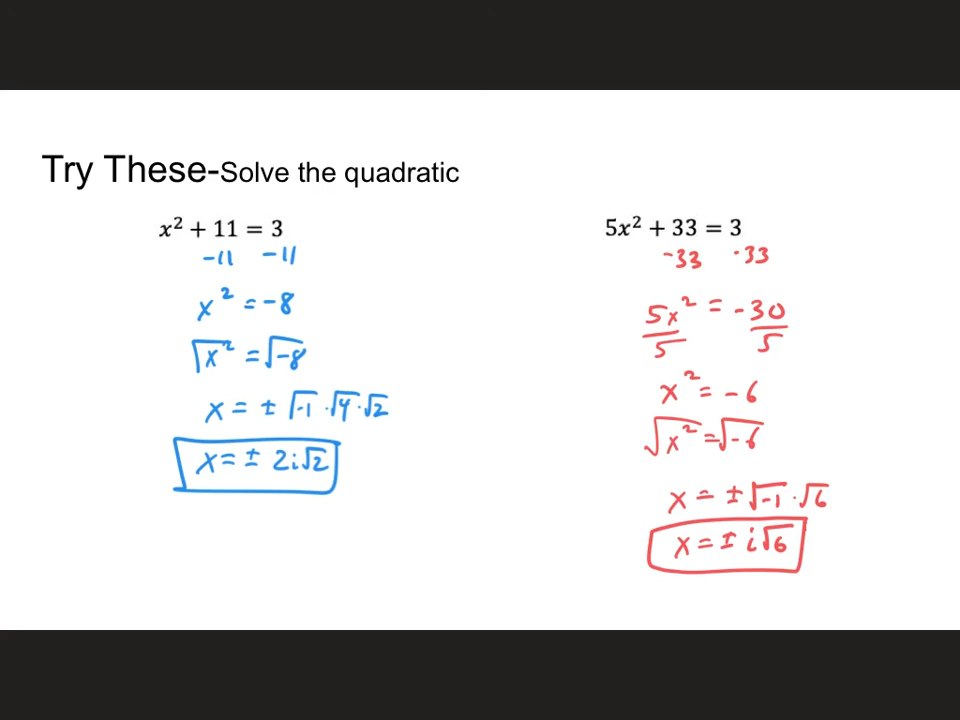 Try These-Solve the quadratic
x² + 11 = 3
-11 -11
x² = -8
√x² = √-8
x = ± √-1 · √4 · √2
x = ± 2i√2
5x² + 33 = 3
-33 -33
5x² = -30
5 5
x² = -6
√x² = √-6
x = ± √-1 · √6
x = ± i√6